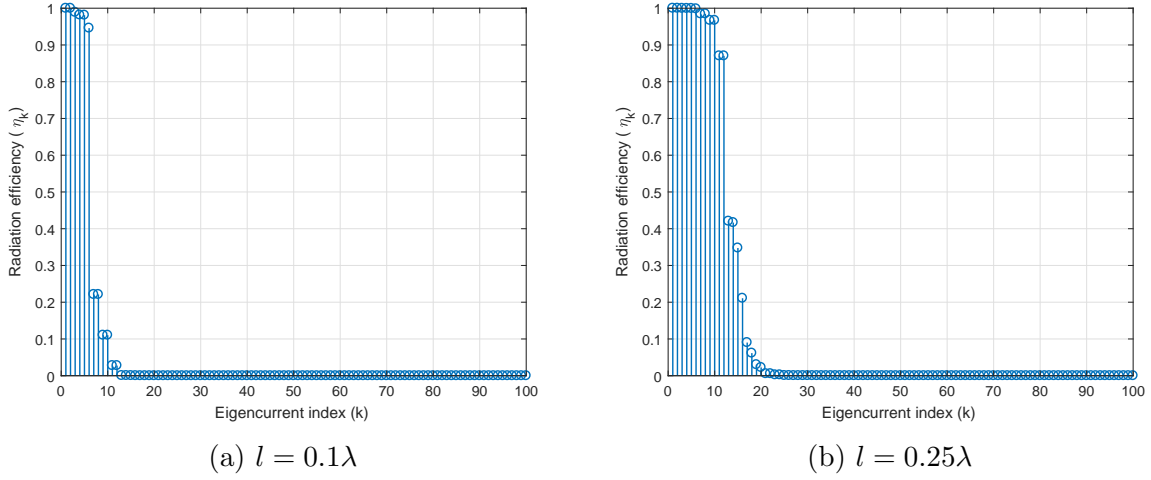 1
0.9
0.8
0.7
0.6
0.5
0.4
0.3
0.2
0.1
0
Radiation efficiency ( η_k)
0 10 20 30 40 50 60 70 80 90 100
Eigencurrent index (k)
(a) l = 0.1λ
1
0.9
0.8
0.7
0.6
0.5
0.4
0.3
0.2
0.1
0
Radiation efficiency ( η_k)
0 10 20 30 40 50 60 70 80 90 100
Eigencurrent index (k)
(b) l = 0.25λ